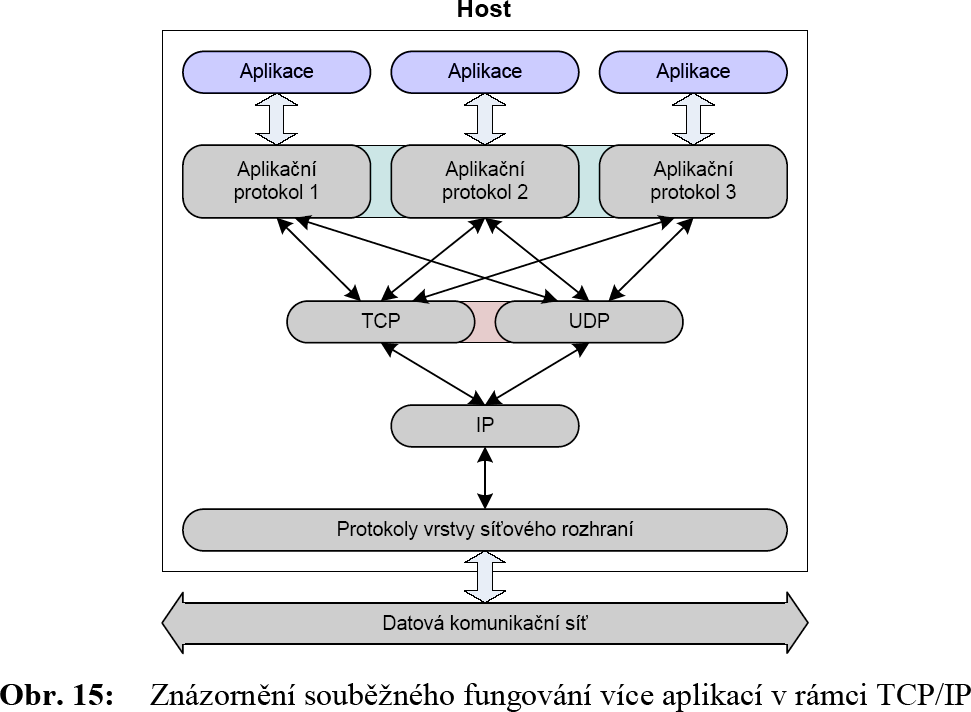 Host
Aplikace
Aplikace
Aplikace
Aplikační
protokol 1
Aplikační
protokol 2
Aplikační
protokol 3
TCP
UDP
IP
Protokoly vrstvy síťového rozhraní
Datová komunikační síť
Obr. 15: Znázornění souběžného fungování více aplikací v rámci TCP/IP